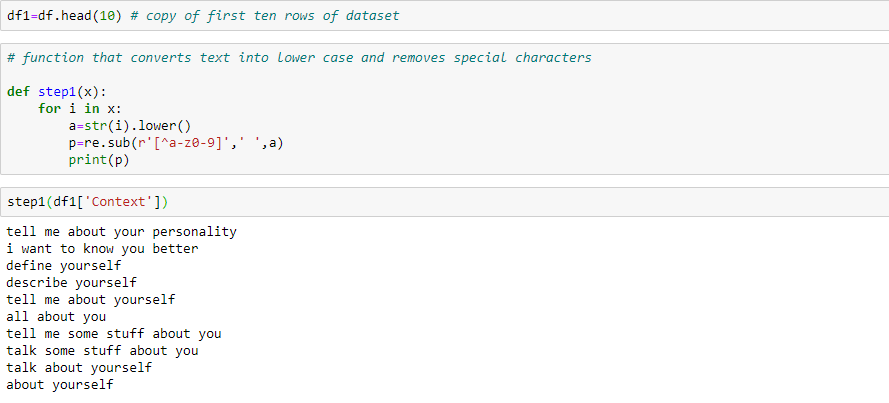 df1=df.head(10) # copy of first ten rows of dataset
# function that converts text into lower case and removes special characters
def step1(x):
    for i in x:
        a=str(i).lower()
        p=re.sub(r'[^a-z0-9]',' ',a)
        print(p)
step1(df1['Context'])
tell me about your personality
i want to know you better
define yourself
describe yourself
tell me about yourself
all about you
tell me some stuff about you
talk some stuff about you
talk about yourself
about yourself